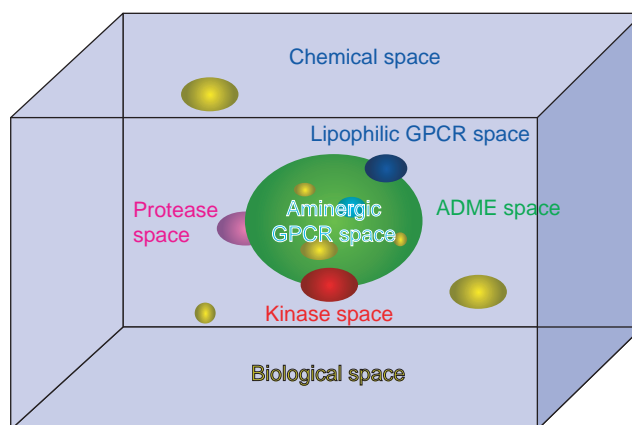 Chemical space
Lipophilic GPCR space
Protease
space
Aminergic
GPCR space
ADME space
Kinase space
Biological space